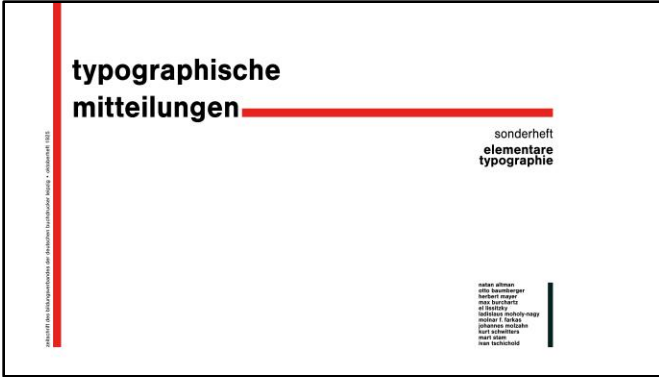 typographische
mitteilungen
sonderheft
elementare
typographie
zeitschrift des bildungsverbandes der deutschen buchdrucker leipzig • oktoberheft 1925
natan altman
otto baumberger
herbert mayer
max burchartz
el lissitzky
ladislaus moholy-nagy
molnar f. farkas
johannes molzahn
kurt schwitters
mart stam
ivan tschichold